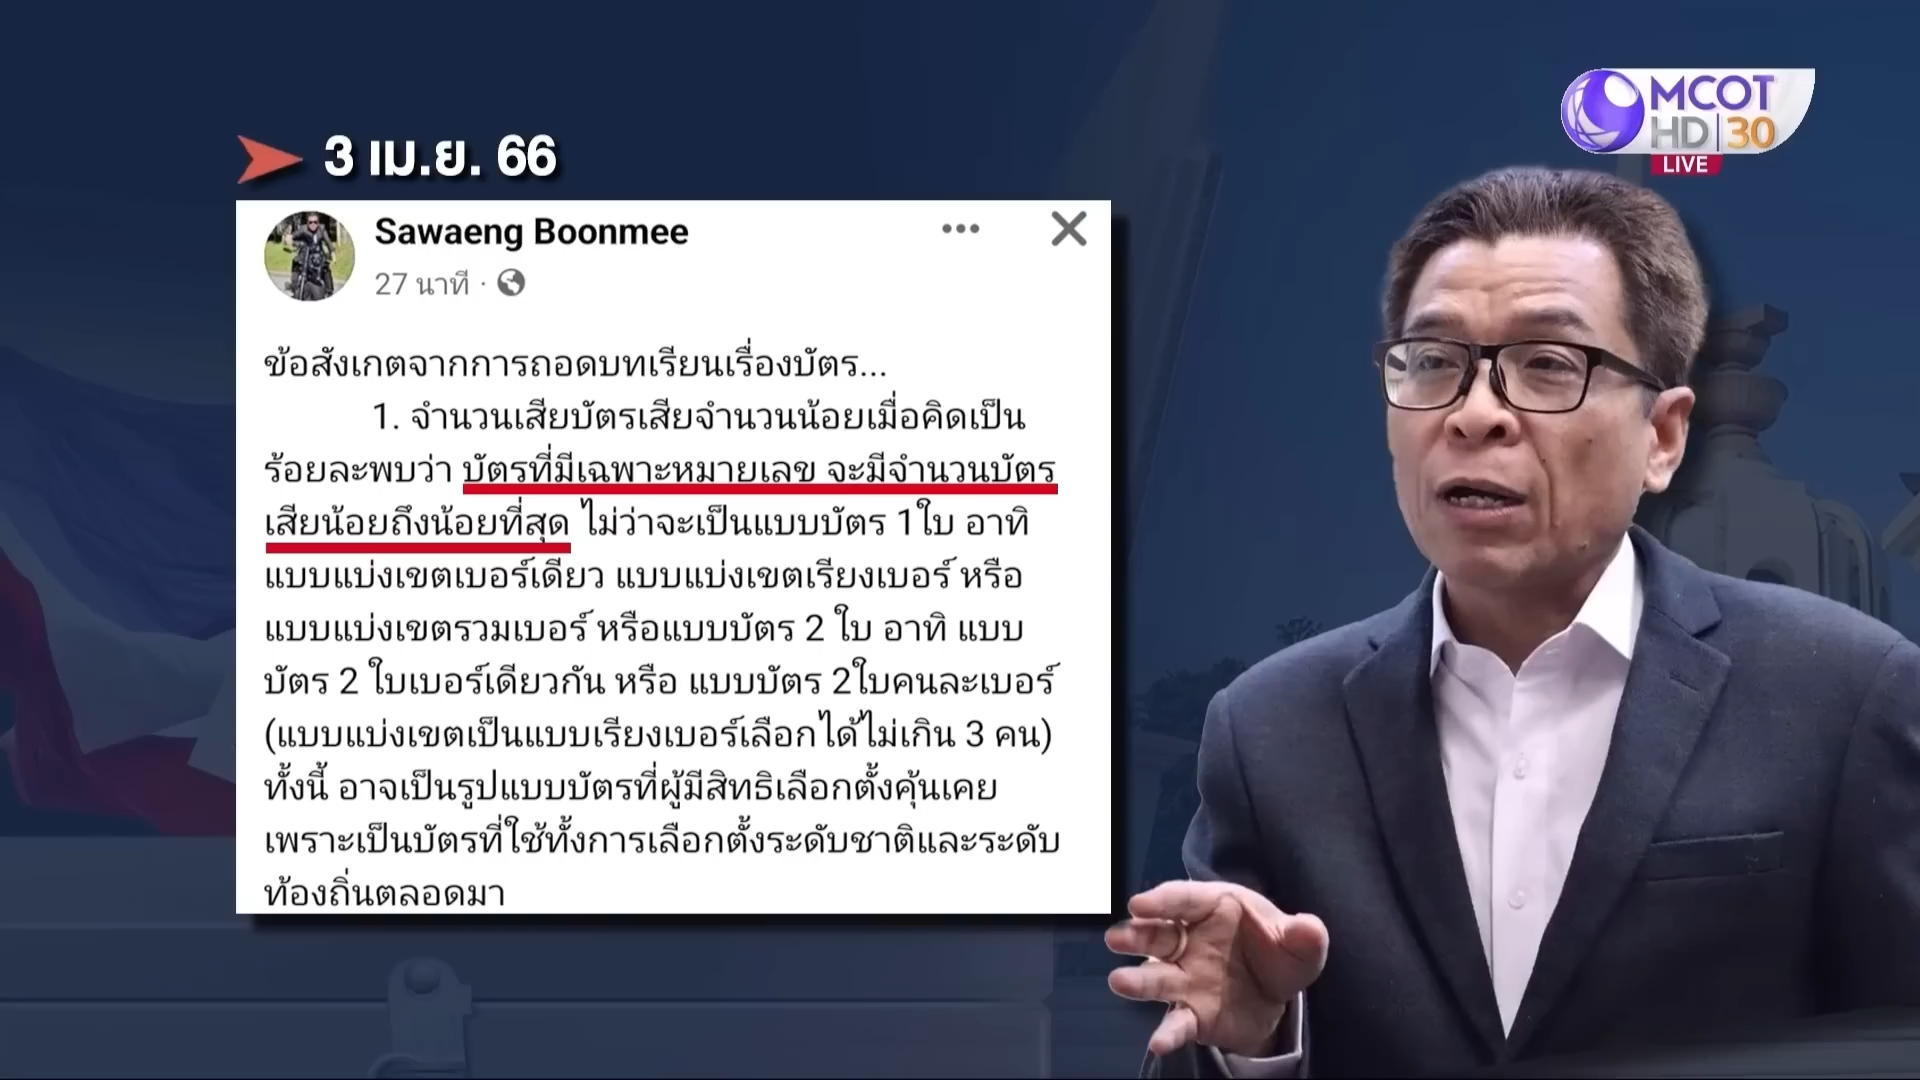 MCOT
HD 30
LIVE
3 เม.ย. 66
Sawaeng Boonmee
27 นาที ·
ข้อสังเกตจากการถอดบทเรียนเรื่องบัตร...
1. จำนวนเสียบัตรเสียจำนวนน้อยเมื่อคิดเป็น
ร้อยละพบว่า บัตรที่มีเฉพาะหมายเลข จะมีจำนวนบัตร
เสียน้อยถึงน้อยที่สุด ไม่ว่าจะเป็นแบบบัตร 1ใบ อาทิ
แบบแบ่งเขตเบอร์เดียว แบบแบ่งเขตเรียงเบอร์ หรือ
แบบแบ่งเขตรวมเบอร์ หรือแบบบัตร 2 ใบ อาทิ แบบ
บัตร 2 ใบเบอร์เดียวกัน หรือ แบบบัตร 2ใบคนละเบอร์
(แบบแบ่งเขตเป็นแบบเรียงเบอร์เลือกได้ไม่เกิน 3 คน)
ทั้งนี้ อาจเป็นรูปแบบบัตรที่ผู้มีสิทธิเลือกตั้งคุ้นเคย
เพราะเป็นบัตรที่ใช้ทั้งการเลือกตั้งระดับชาติและระดับ
ท้องถิ่นตลอดมา